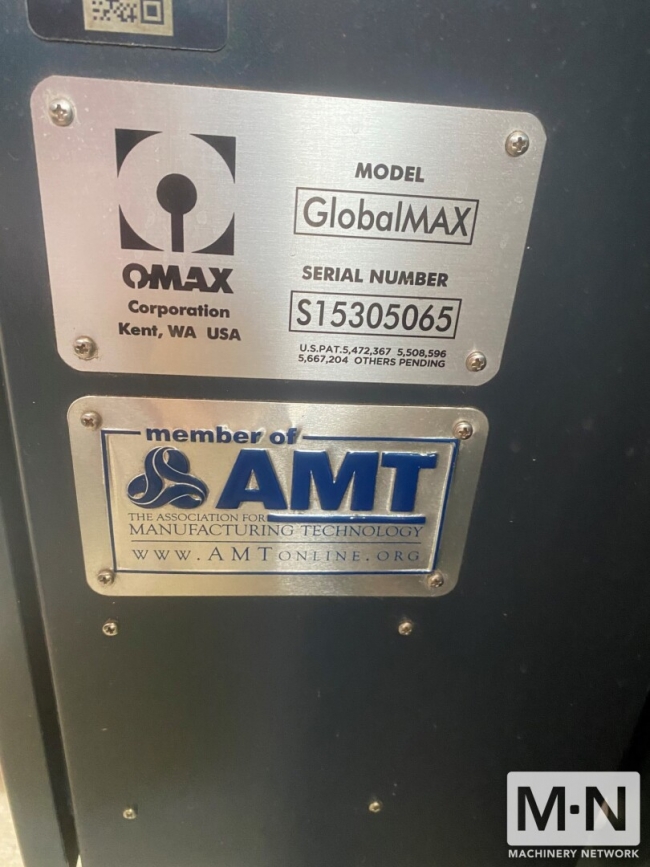 OMAX
Corporation
Kent, WA USA
MODEL
GlobalMAX
SERIAL NUMBER
S15305065
U.S.PAT.5,472,367 5,508,596
5,667,204 OTHERS PENDING
member of
AMT
THE ASSOCIATION FOR
MANUFACTURING TECHNOLOGY
WWW.AMTONLINE.ORG
M·N
MACHINERY NETWORK